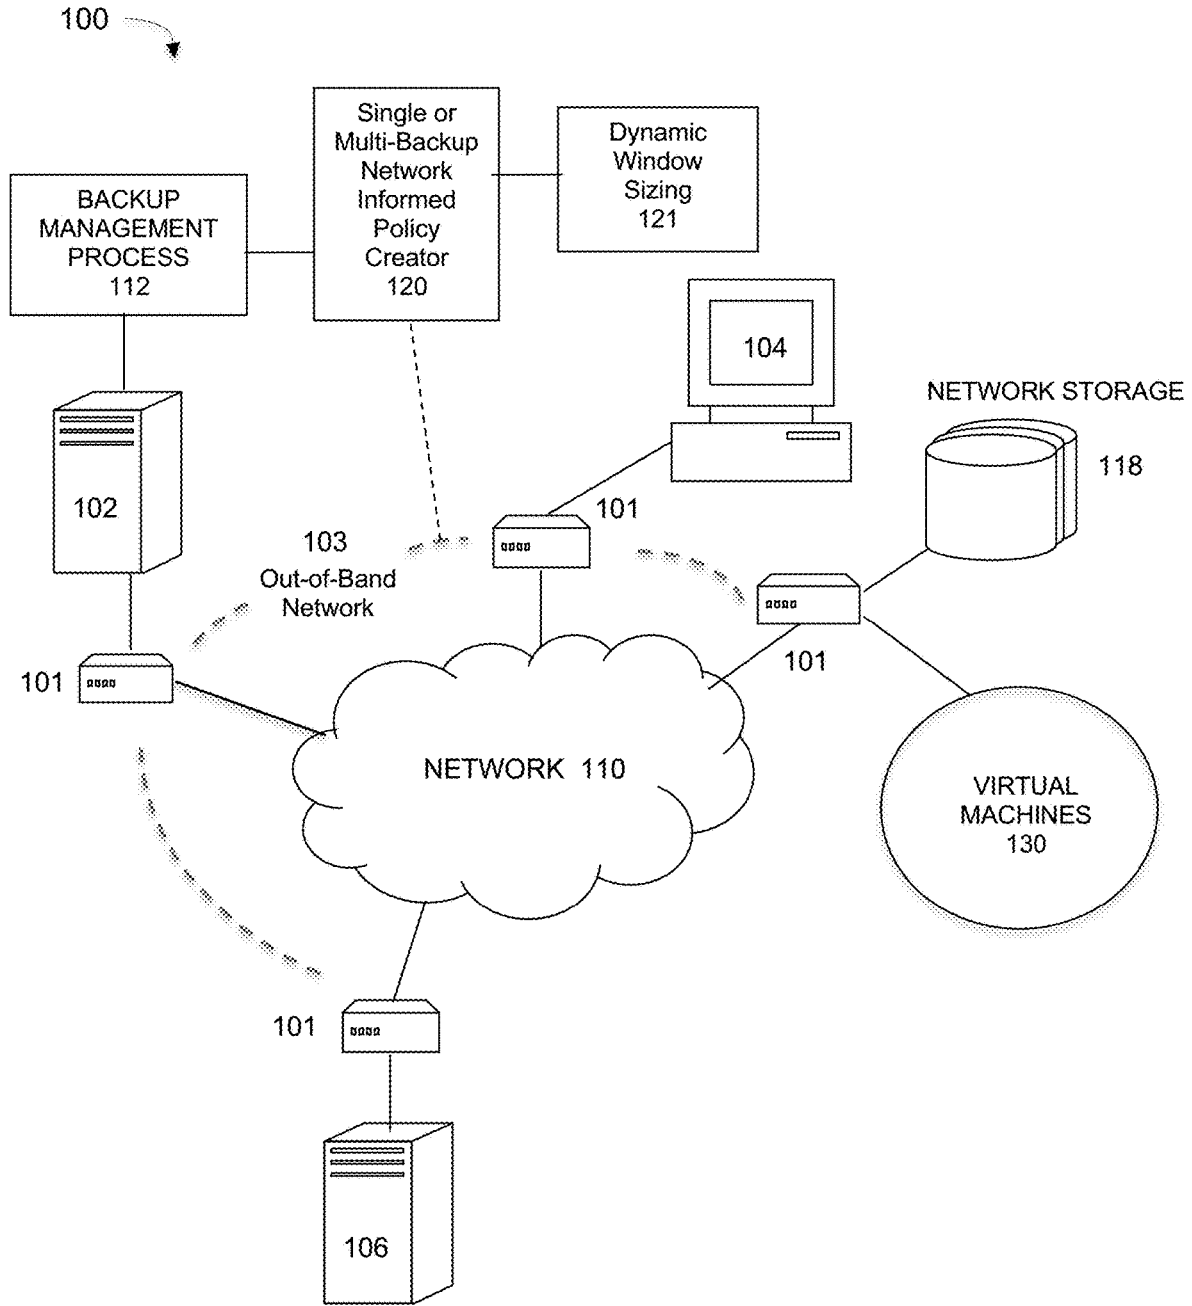 100
Single or
Multi-Backup
Network
Informed
Policy
Creator
120
Dynamic
Window
Sizing
121
BACKUP
MANAGEMENT
PROCESS
112
104
NETWORK STORAGE
118
102
101
103
Out-of-Band
Network
101
101
NETWORK 110
VIRTUAL
MACHINES
130
101
106